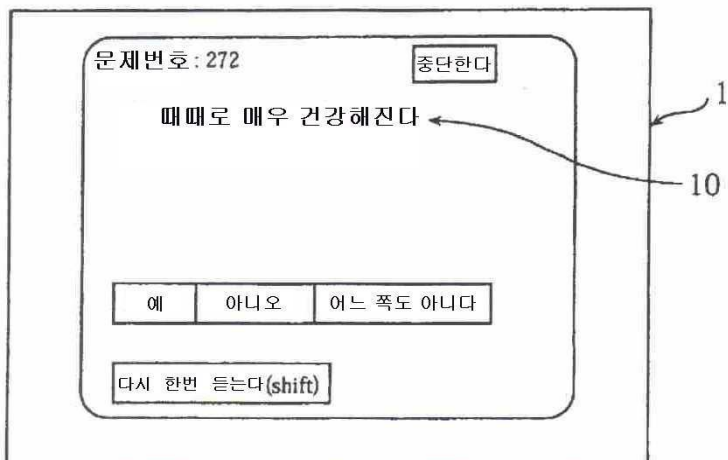 문제번호: 272
중단한다
때때로 매우 건강해진다
1
10
예 아니오 어느 쪽도 아니다
다시 한번 듣는다(shift)